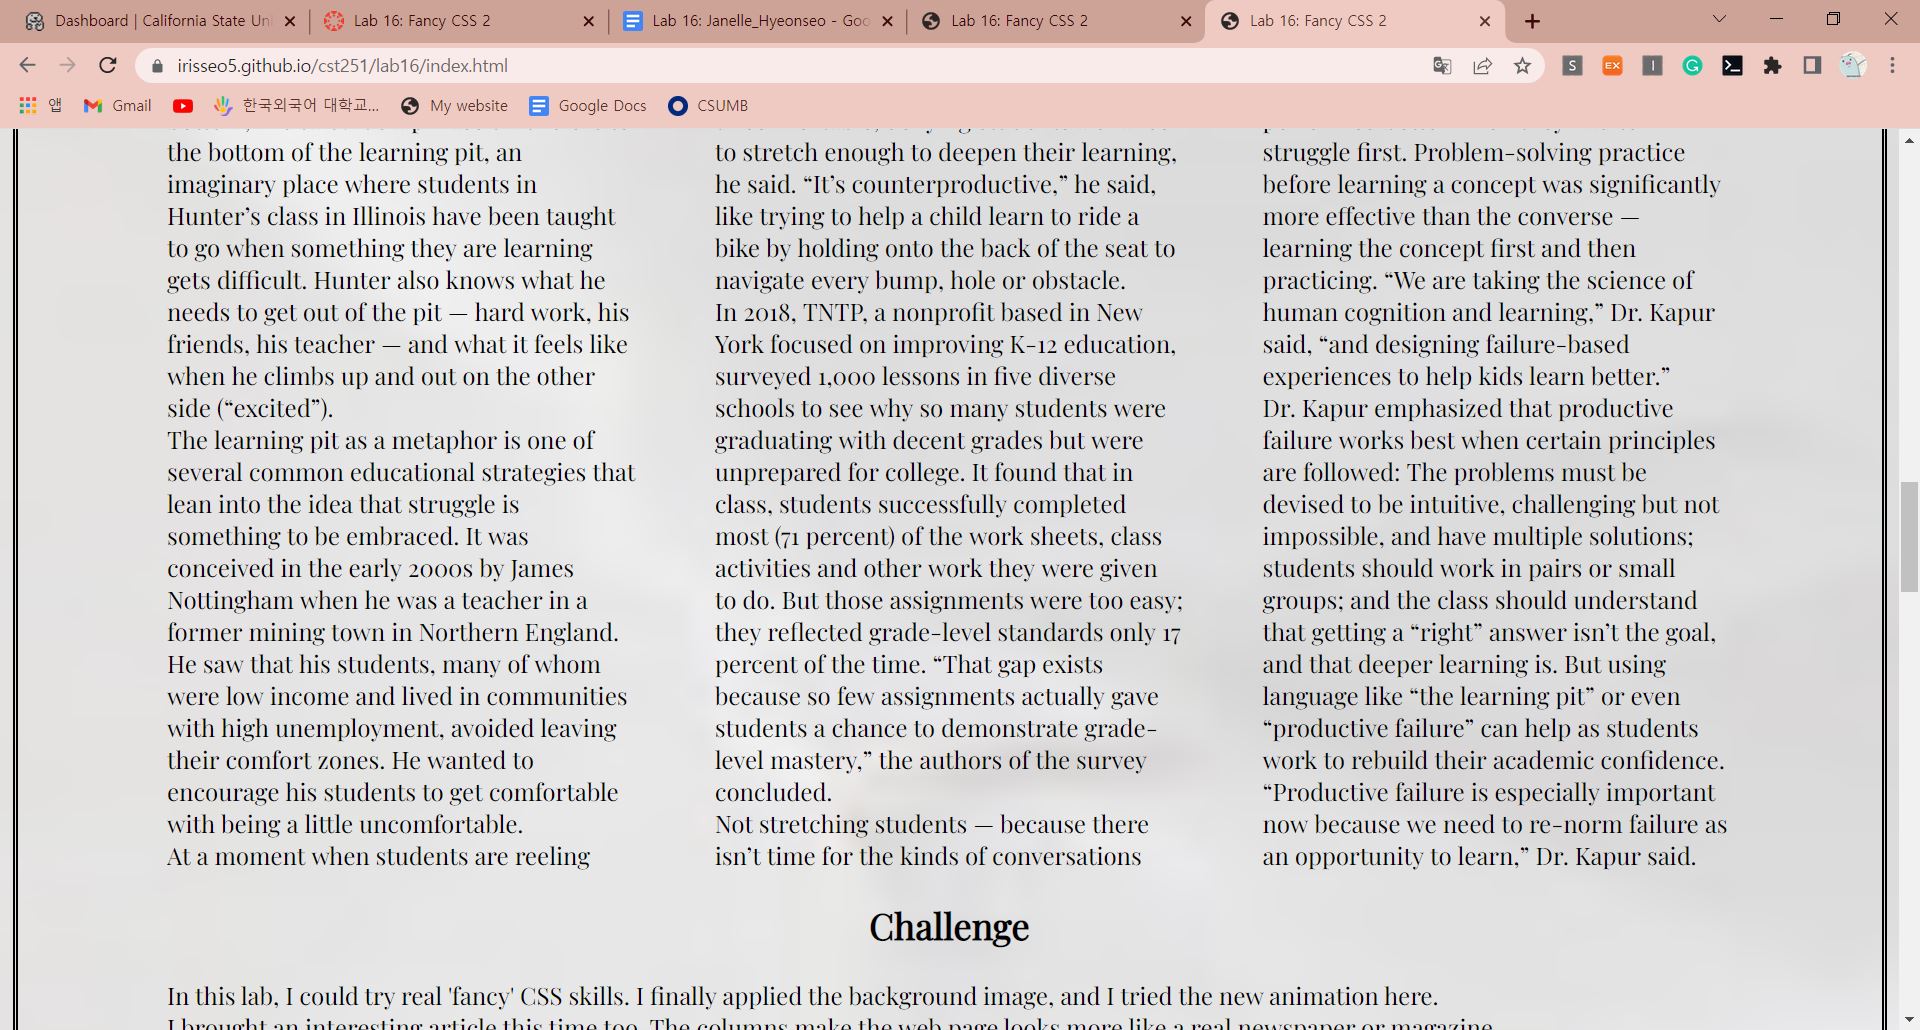 Dashboard | California State Un
Lab 16: Fancy CSS 2
Lab 16: Janelle_Hyeonseo - Goo
Lab 16: Fancy CSS 2
Lab 16: Fancy CSS 2
irisseo5.github.io/cst251/lab16/index.html
S
EX
I
앱
Gmail
한국외국어 대학교...
My website
Google Docs
CSUMB
the bottom of the learning pit, an
imaginary place where students in
Hunter’s class in Illinois have been taught
to go when something they are learning
gets difficult. Hunter also knows what he
needs to get out of the pit — hard work, his
friends, his teacher — and what it feels like
when he climbs up and out on the other
side (“excited”).
The learning pit as a metaphor is one of
several common educational strategies that
lean into the idea that struggle is
something to be embraced. It was
conceived in the early 2000s by James
Nottingham when he was a teacher in a
former mining town in Northern England.
He saw that his students, many of whom
were low income and lived in communities
with high unemployment, avoided leaving
their comfort zones. He wanted to
encourage his students to get comfortable
with being a little uncomfortable.
At a moment when students are reeling
to stretch enough to deepen their learning,
he said. “It’s counterproductive,” he said,
like trying to help a child learn to ride a
bike by holding onto the back of the seat to
navigate every bump, hole or obstacle.
In 2018, TNTP, a nonprofit based in New
York focused on improving K-12 education,
surveyed 1,000 lessons in five diverse
schools to see why so many students were
graduating with decent grades but were
unprepared for college. It found that in
class, students successfully completed
most (71 percent) of the work sheets, class
activities and other work they were given
to do. But those assignments were too easy;
they reflected grade-level standards only 17
percent of the time. “That gap exists
because so few assignments actually gave
students a chance to demonstrate grade-
level mastery,” the authors of the survey
concluded.
Not stretching students — because there
isn’t time for the kinds of conversations
struggle first. Problem-solving practice
before learning a concept was significantly
more effective than the converse —
learning the concept first and then
practicing. “We are taking the science of
human cognition and learning,” Dr. Kapur
said, “and designing failure-based
experiences to help kids learn better.”
Dr. Kapur emphasized that productive
failure works best when certain principles
are followed: The problems must be
devised to be intuitive, challenging but not
impossible, and have multiple solutions;
students should work in pairs or small
groups; and the class should understand
that getting a “right” answer isn’t the goal,
and that deeper learning is. But using
language like “the learning pit” or even
“productive failure” can help as students
work to rebuild their academic confidence.
“Productive failure is especially important
now because we need to re-norm failure as
an opportunity to learn,” Dr. Kapur said.
Challenge
In this lab, I could try real 'fancy' CSS skills. I finally applied the background image, and I tried the new animation here.
I brought an interesting article this time too. The columns make the web page looks more like a real newspaper or magazine.